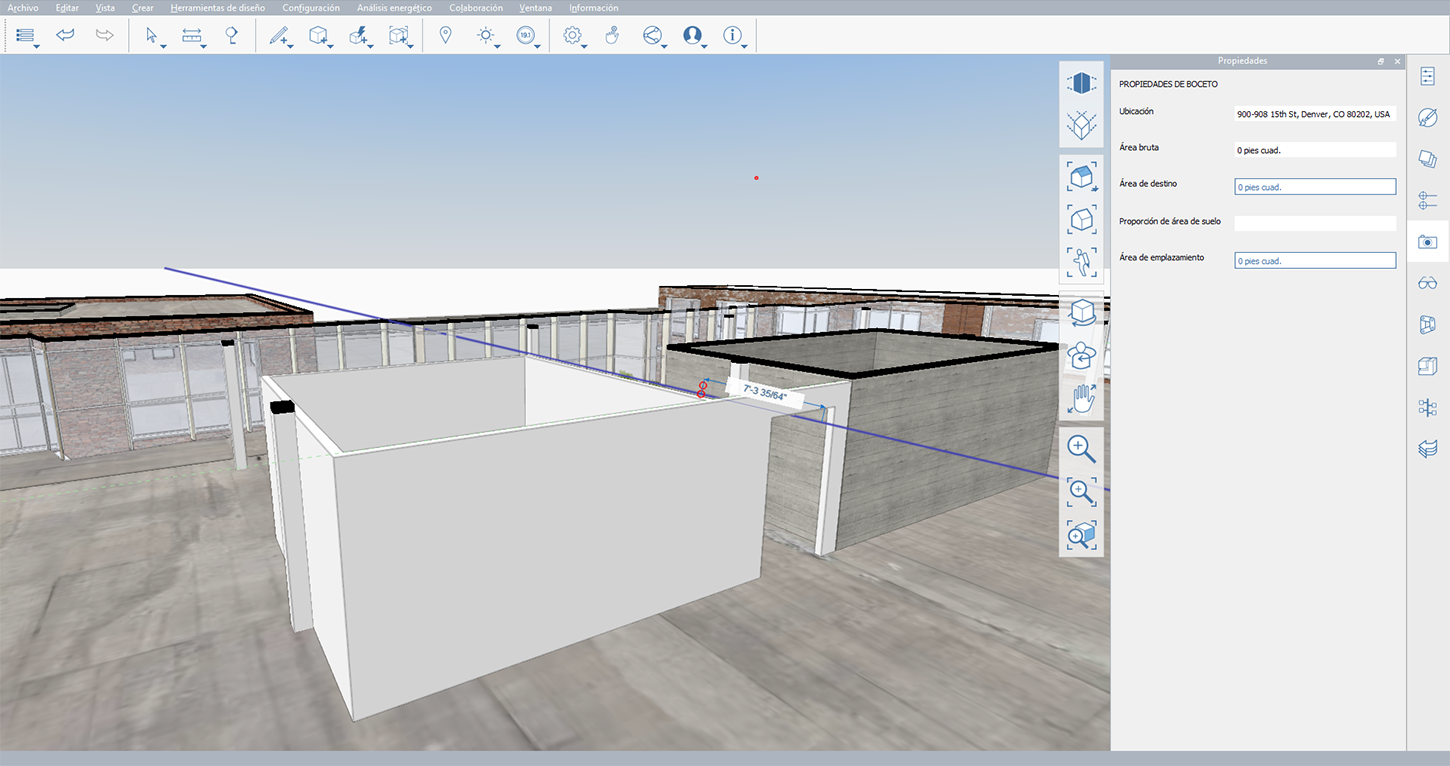 Archivo Editar Vista Crear Herramientas de diseño Configuración Análisis energético Colaboración Ventana Información
19.1
Propiedades
PROPIEDADES DE BOCETO
Ubicación 900-908 15th St, Denver, CO 80202, USA
Área bruta 0 pies cuad.
Área de destino 0 pies cuad.
Proporción de área de suelo
Área de emplazamiento 0 pies cuad.
7'-3 35/64"